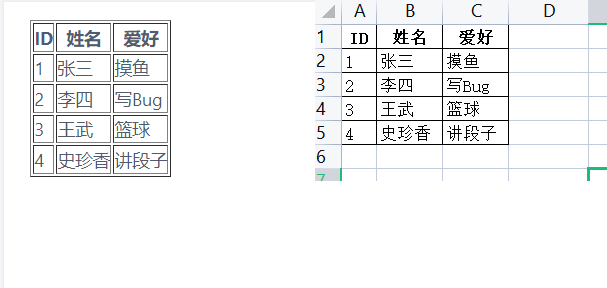 ID 姓名 爱好
1 张三 摸鱼
2 李四 写Bug
3 王武 篮球
4 史珍香 讲段子
A B C D
1 ID 姓名 爱好
2 1 张三 摸鱼
3 2 李四 写Bug
4 3 王武 篮球
5 4 史珍香 讲段子
6
7